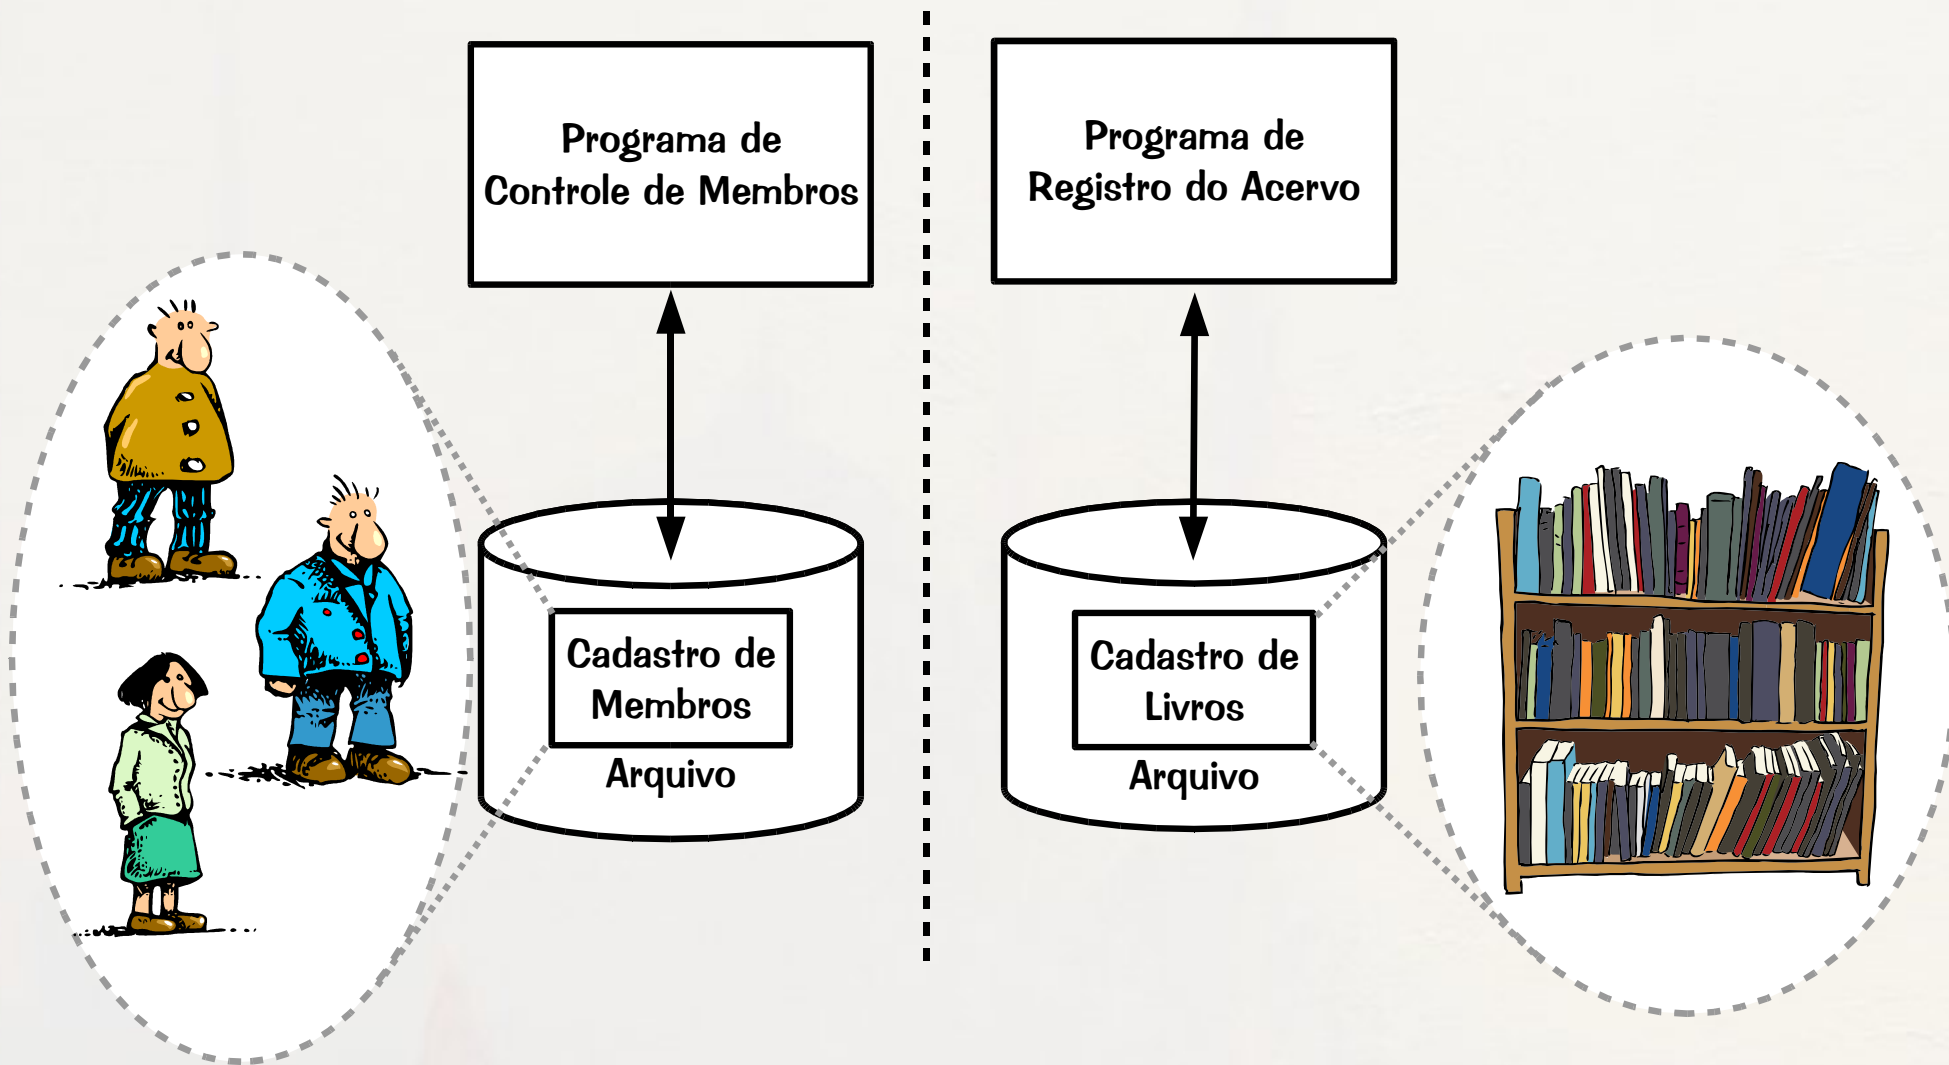 Programa de
Controle de Membros
Programa de
Registro do Acervo
Cadastro de
Membros
Arquivo
Cadastro de
Livros
Arquivo